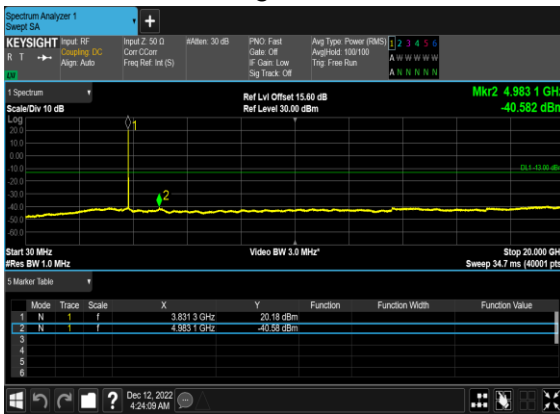 Spectrum Analyzer 1
Swept SA
KEYSIGHT Input: RF Input Z: 50 Ω #Atten: 30 dB PNO: Fast Avg Type: Power (RMS) 1 2 3 4 5 6
R T Coupling: DC Corr CCorr Gate: Off Avg|Hold: 100/100 A W W W W W
Align: Auto Freq Ref: Int (S) IF Gain: Low Trig: Free Run
Sig Track: Off A N N N N N
1 Spectrum Ref Lvl Offset 15.60 dB Mkr2 4.983 1 GHz
Scale/Div 10 dB Ref Level 30.00 dBm -40.582 dBm
Log
20.0
10.0
0.00
-10.0
-20.0
-30.0
-40.0
-50.0
-60.0
1
2
DL1 -13.00 dBm
Start 30 MHz Video BW 3.0 MHz* Stop 20.000 GHz
#Res BW 1.0 MHz Sweep 34.7 ms (40001 pts)
5 Marker Table
Mode Trace Scale X Y Function Function Width Function Value
1 N 1 f 3.831 3 GHz 20.18 dBm
2 N 1 f 4.983 1 GHz -40.58 dBm
3
4
5
6
? Dec 12, 2022
4:24:09 AM